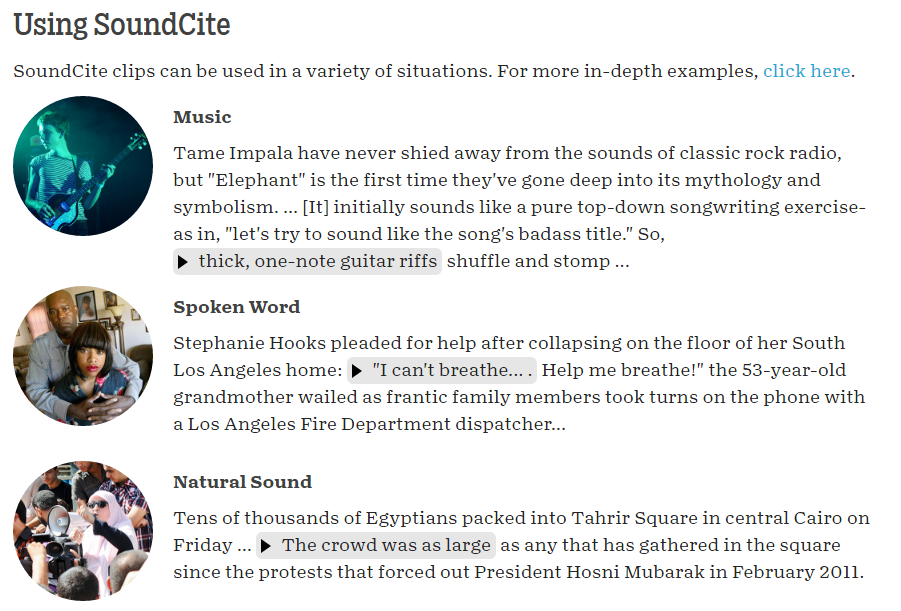 Using SoundCite
SoundCite clips can be used in a variety of situations. For more in-depth examples, click here.
Music
Tame Impala have never shied away from the sounds of classic rock radio,
but "Elephant" is the first time they've gone deep into its mythology and
symbolism. ... [It] initially sounds like a pure top-down songwriting exercise-
as in, "let's try to sound like the song's badass title." So,
thick, one-note guitar riffs shuffle and stomp ...
Spoken Word
Stephanie Hooks pleaded for help after collapsing on the floor of her South
Los Angeles home: "I can't breathe... . Help me breathe!" the 53-year-old
grandmother wailed as frantic family members took turns on the phone with
a Los Angeles Fire Department dispatcher...
Natural Sound
Tens of thousands of Egyptians packed into Tahrir Square in central Cairo on
Friday ... The crowd was as large as any that has gathered in the square
since the protests that forced out President Hosni Mubarak in February 2011.